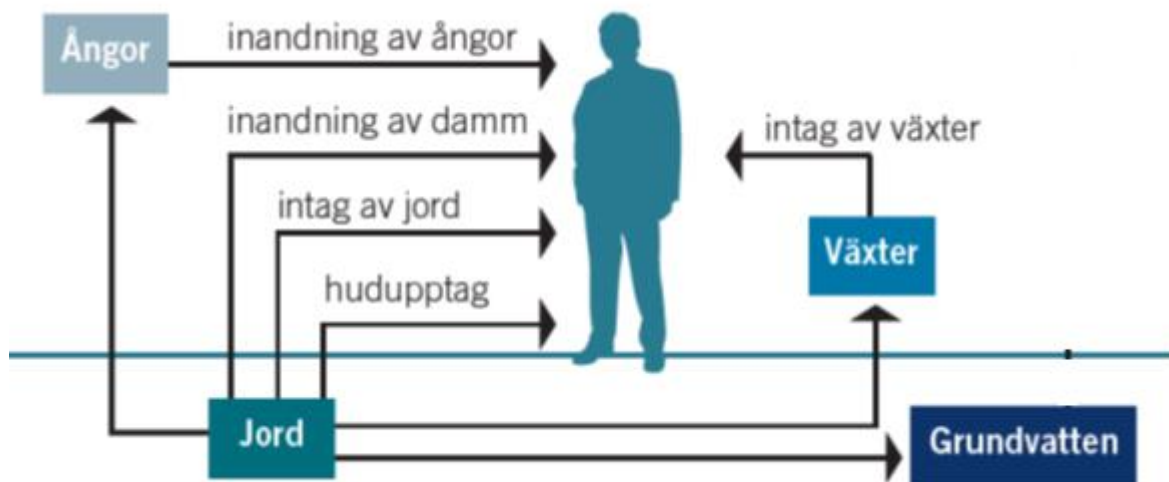 Ångor
inandning av ångor
inandning av damm
intag av växter
intag av jord
Växter
hudupptag
Jord
Grundvatten